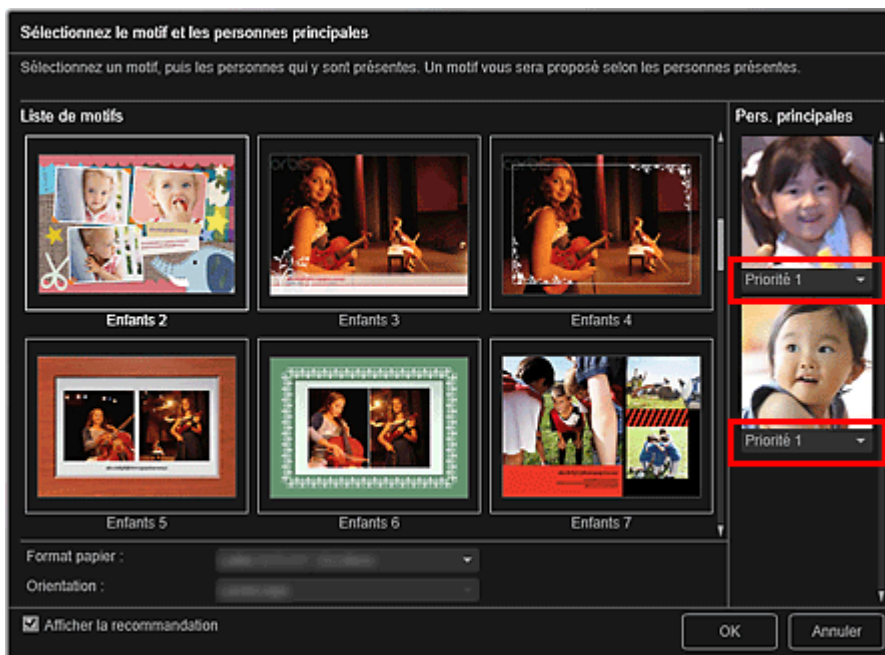 Sélectionnez le motif et les personnes principales
Sélectionnez un motif, puis les personnes qui y sont présentes. Un motif vous sera proposé selon les personnes présentes.
Liste de motifs
Pers. principales
Enfants 2
Enfants 3
Enfants 4
Priorité 1
Enfants 5
Enfants 6
Enfants 7
Priorité 1
Format papier :
Orientation :
Afficher la recommandation
OK
Annuler